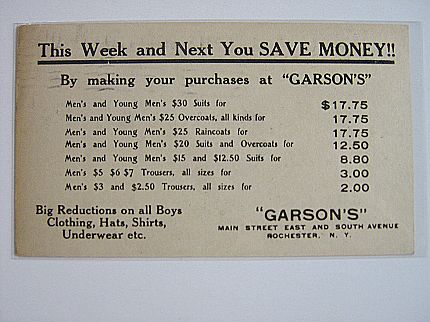 This Week and Next You SAVE MONEY!!
By making your purchases at "GARSON'S"
Men's and Young Men's $30 Suits for $17.75
Men's and Young Men's $25 Overcoats, all kinds for 17.75
Men's and Young Men's $25 Raincoats for 17.75
Men's and Young Men's $20 Suits and Overcoats for 12.50
Men's and Young Men's $15 and $12.50 Suits for 8.80
Men's $5 $6 $7 Trousers, all sizes for 3.00
Men's $3 and $2.50 Trousers, all sizes for 2.00
Big Reductions on all Boys
Clothing, Hats, Shirts,
Underwear etc.
"GARSON'S"
MAIN STREET EAST AND SOUTH AVENUE
ROCHESTER, N. Y.